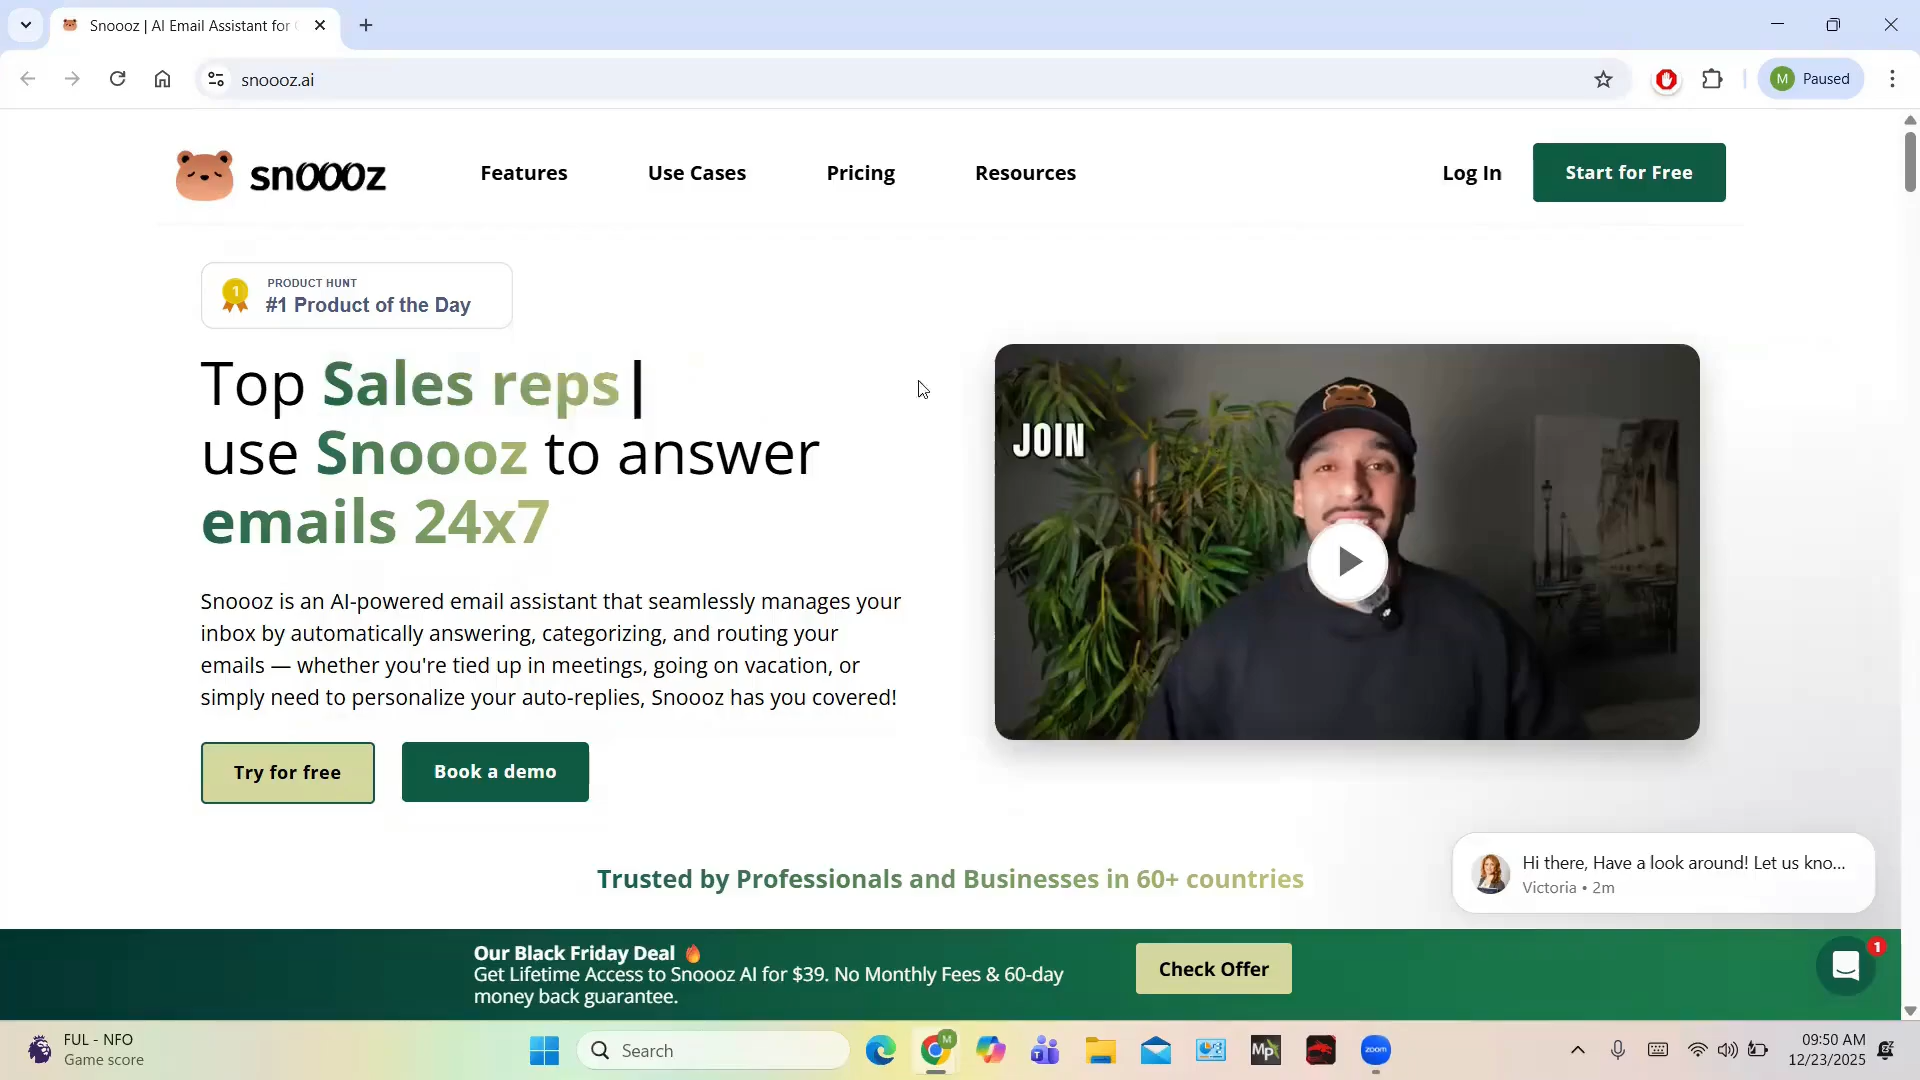 Snoooz | AI Email Assistant for
snoooz.ai
M Paused
snOOOz
Features
Use Cases
Pricing
Resources
Log In
Start for Free
1
PRODUCT HUNT
#1 Product of the Day
Top Sales reps|
use Snoooz to answer
emails 24x7
JOIN
Snoooz is an AI-powered email assistant that seamlessly manages your
inbox by automatically answering, categorizing, and routing your
emails — whether you're tied up in meetings, going on vacation, or
simply need to personalize your auto-replies, Snoooz has you covered!
Try for free
Book a demo
Trusted by Professionals and Businesses in 60+ countries
Hi there, Have a look around! Let us kno...
Victoria • 2m
Our Black Friday Deal 🔥
Get Lifetime Access to Snoooz AI for $39. No Monthly Fees & 60-day
money back guarantee.
Check Offer
1
FUL - NFO
Game score
Search
M
Mp
zoom
09:50 AM
12/23/2025